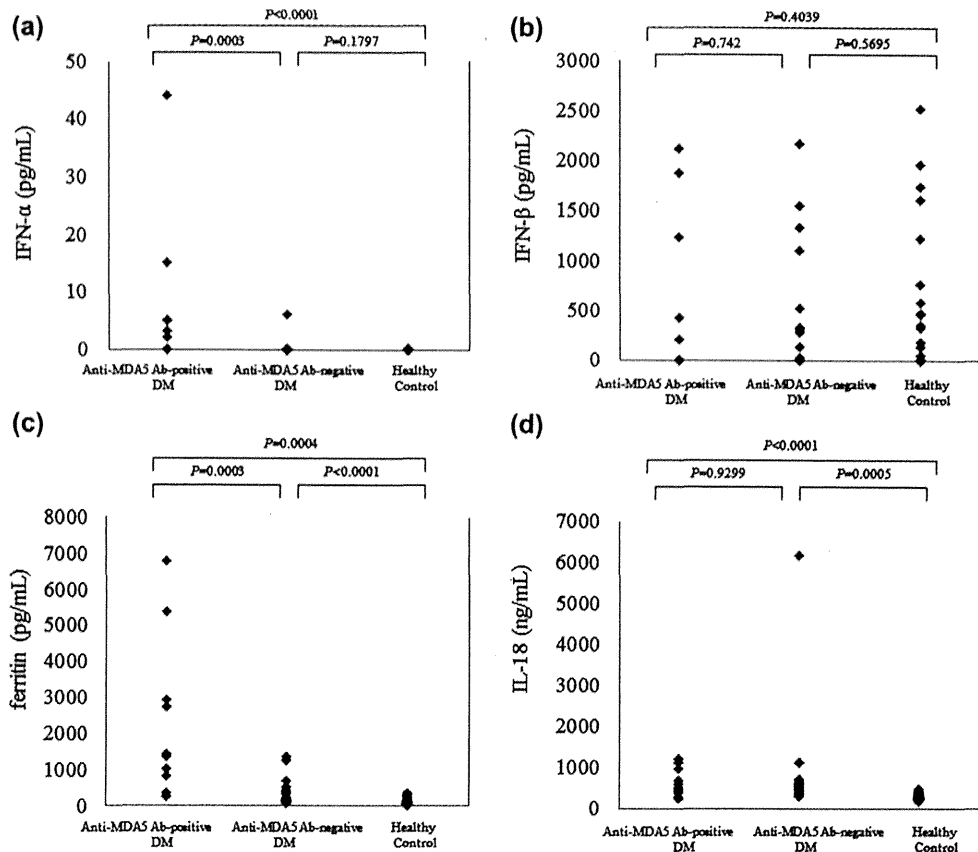 (a)
P<0.0001
P=0.0003
P=0.1797
50
40
30
20
10
0
IFN-α (pg/mL)
Anti-MDA5 Ab-positive DM
Anti-MDA5 Ab-negative DM
Healthy Control
(b)
P=0.4039
P=0.742
P=0.5695
3000
2500
2000
1500
1000
500
0
IFN-β (pg/mL)
Anti-MDA5 Ab-positive DM
Anti-MDA5 Ab-negative DM
Healthy Control
(c)
P=0.0004
P=0.0003
P<0.0001
8000
7000
6000
5000
4000
3000
2000
1000
0
ferritin (pg/mL)
Anti-MDA5 Ab-positive DM
Anti-MDA5 Ab-negative DM
Healthy Control
(d)
P<0.0001
P=0.9299
P=0.0005
7000
6000
5000
4000
3000
2000
1000
0
IL-18 (ng/mL)
Anti-MDA5 Ab-positive DM
Anti-MDA5 Ab-negative DM
Healthy Control